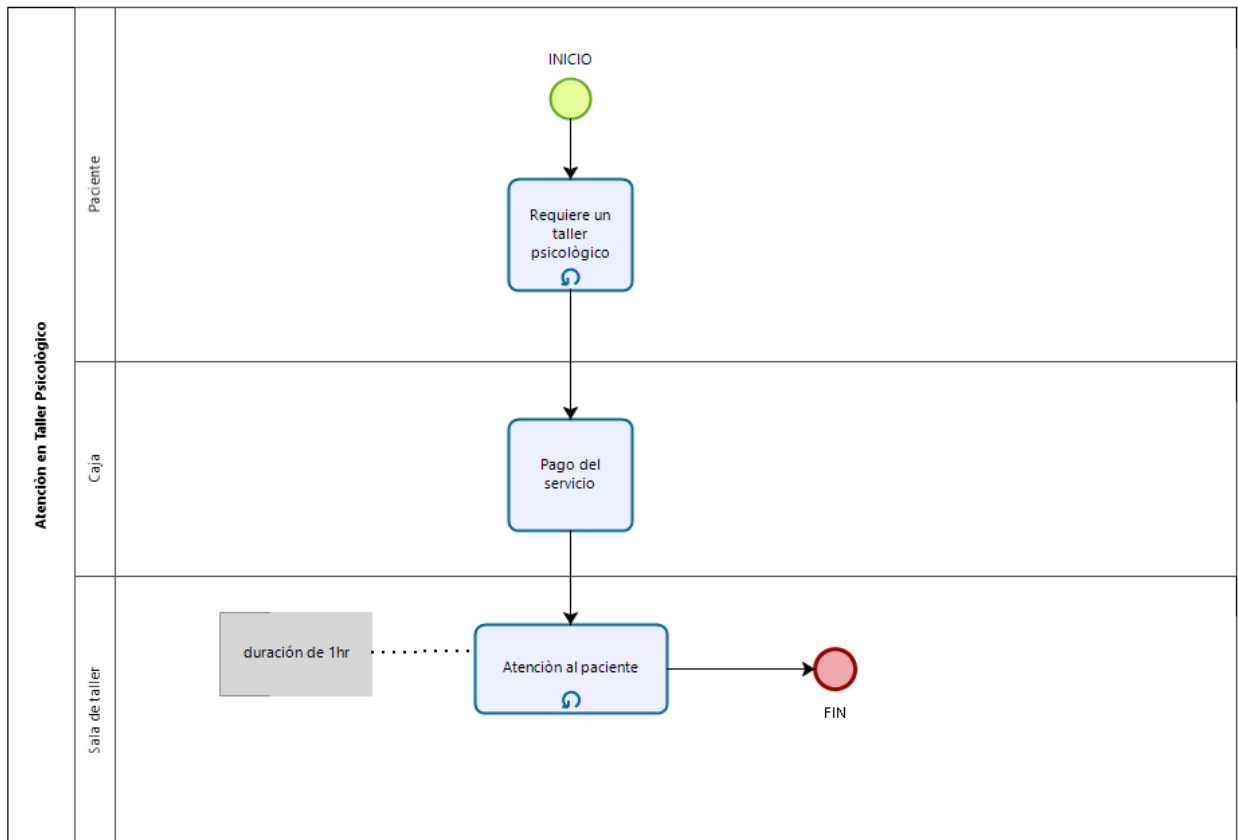 Atenciòn en Taller Psicològico
Paciente
INICIO
Requiere un
taller
psicològico
Caja
Pago del
servicio
Sala de taller
duración de 1hr
Atenciòn al paciente
FIN